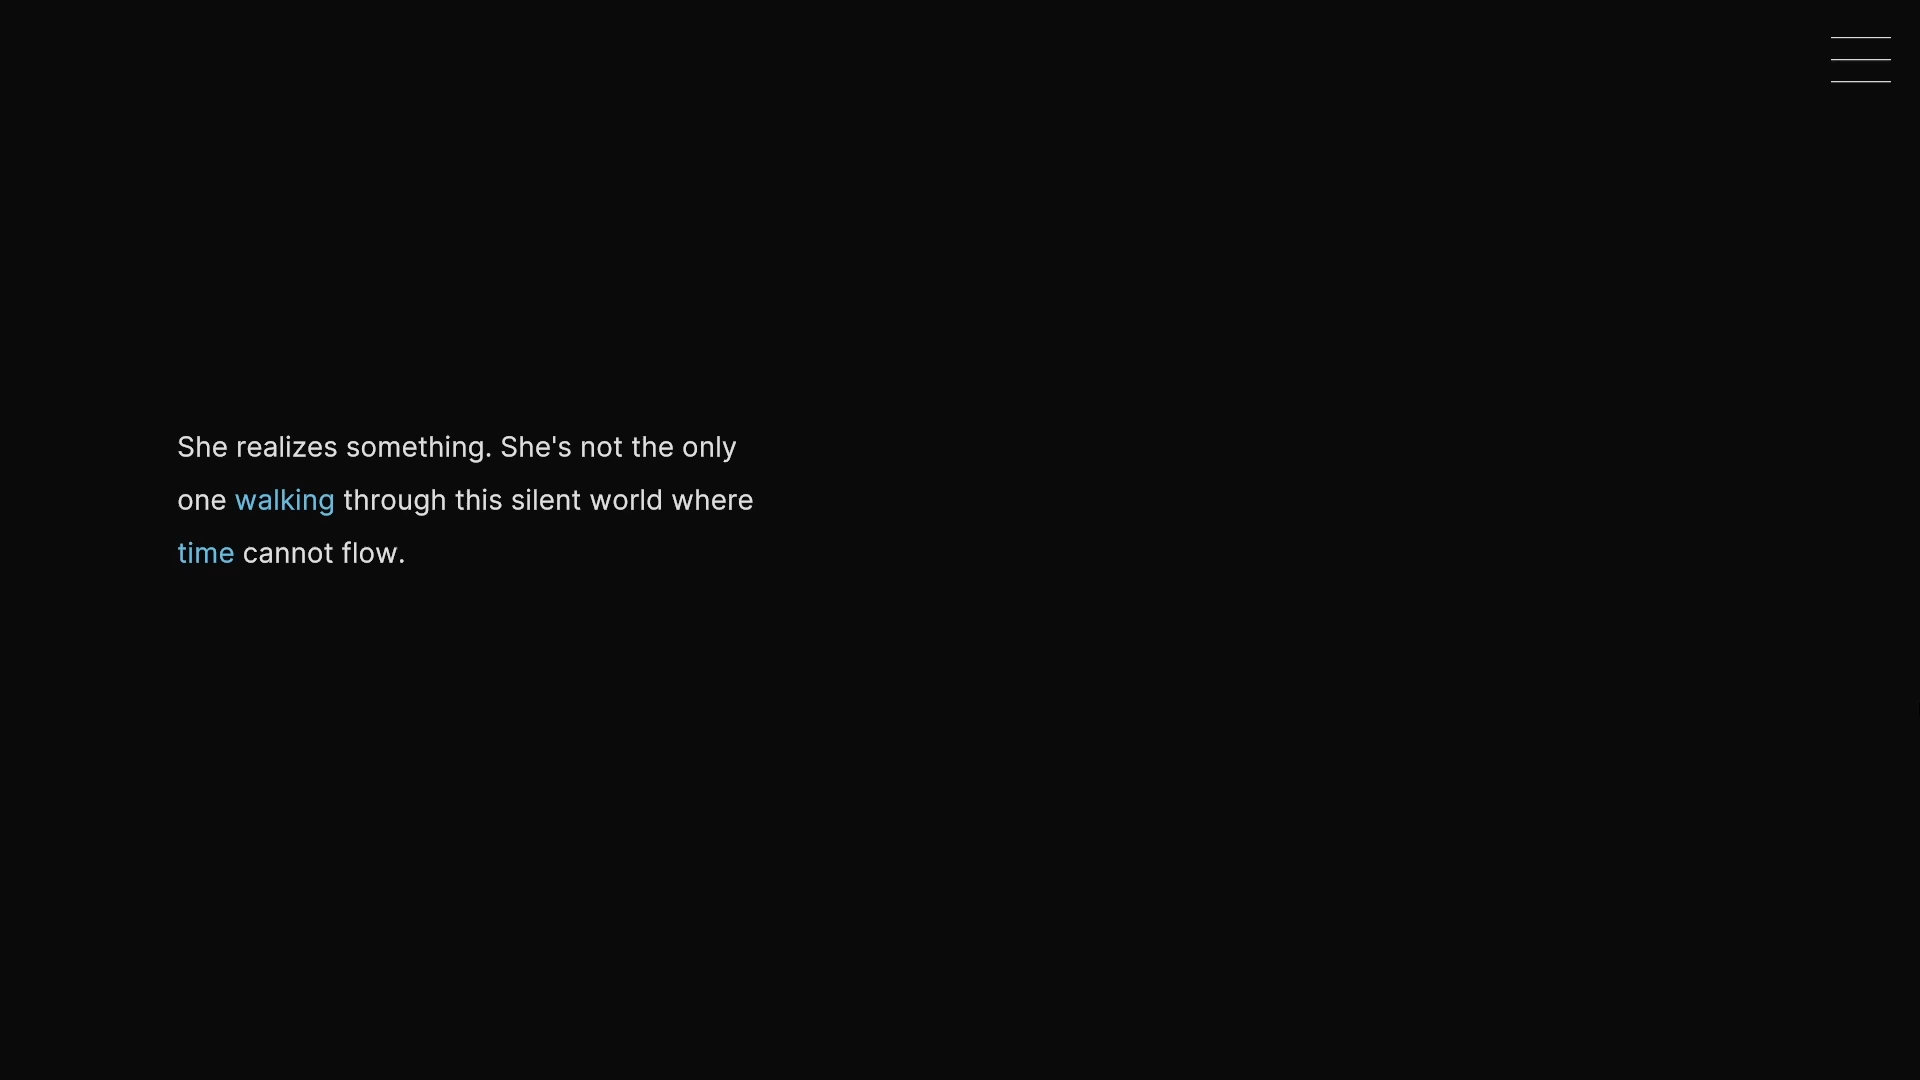 She realizes something. She's not the only
one walking through this silent world where
time cannot flow.